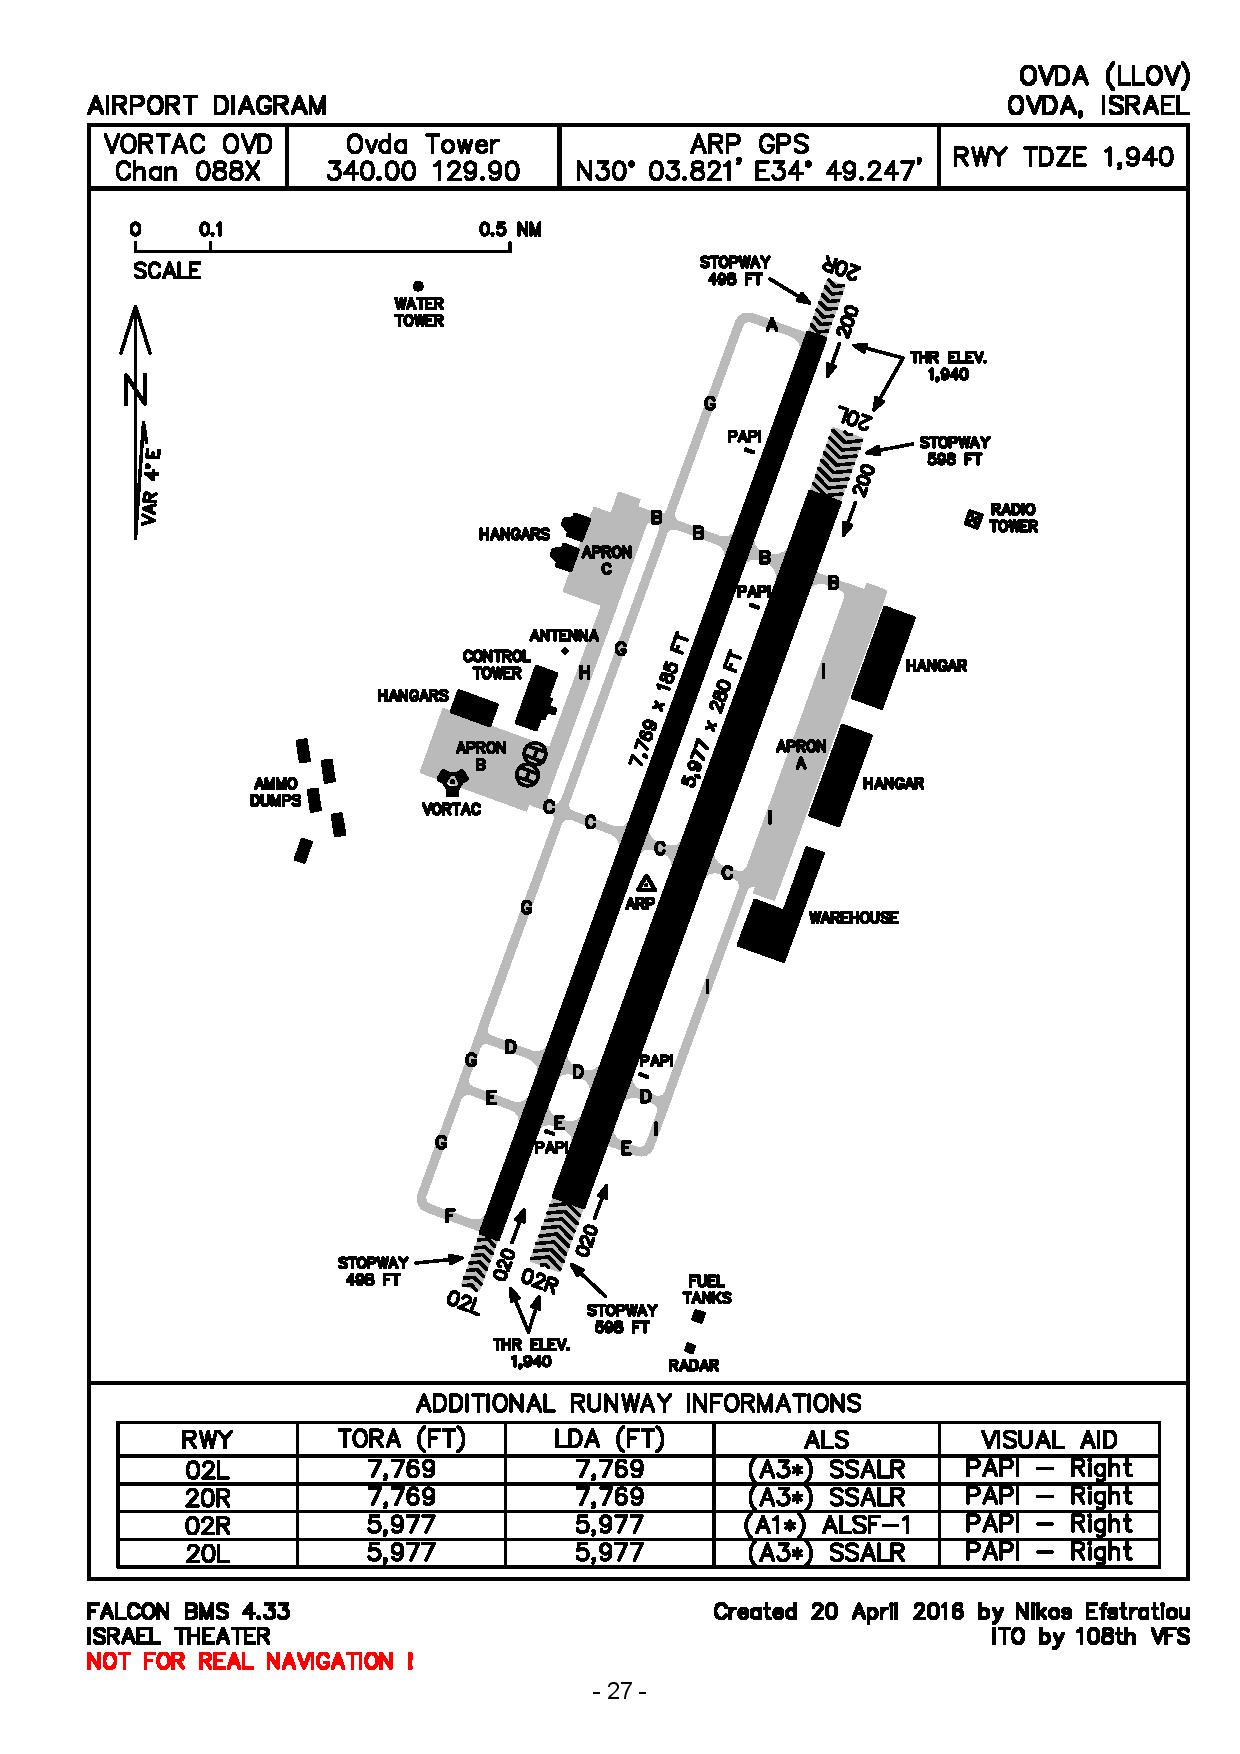 OVDA (LLOV)
AIRPORT DIAGRAM
OVDA, ISRAEL
VORTAC OVD
Chan 088X
Ovda Tower
340.00 129.90
ARP GPS
N30° 03.821' E34° 49.247'
RWY TDZE 1,940
0 0.1 0.5 NM
SCALE
N
VAR 4°E
WATER
TOWER
STOPWAY
498 FT
20R
200
A
THR ELEV.
1,940
G
20L
PAPI
STOPWAY
598 FT
200
RADIO
TOWER
B
B
B
B
HANGARS
APRON
C
PAPI
ANTENNA
G
CONTROL
TOWER
H
I
HANGAR
HANGARS
7,769 x 185 FT
5,977 x 280 FT
APRON
B
H
H
APRON
A
HANGAR
AMMO
DUMPS
VORTAC
C
C
C
C
I
ARP
G
WAREHOUSE
I
D
G
D
PAPI
E
D
E
I
G
PAPI
E
F
020
020
STOPWAY
498 FT
02R
02L
FUEL
TANKS
STOPWAY
598 FT
THR ELEV.
1,940
RADAR
ADDITIONAL RUNWAY INFORMATIONS
RWY TORA (FT) LDA (FT) ALS VISUAL AID
02L 7,769 7,769 (A3*) SSALR PAPI – Right
20R 7,769 7,769 (A3*) SSALR PAPI – Right
02R 5,977 5,977 (A1*) ALSF–1 PAPI – Right
20L 5,977 5,977 (A3*) SSALR PAPI – Right
FALCON BMS 4.33
Created 20 April 2016 by Nikos Efstratiou
ISRAEL THEATER
ITO by 108th VFS
NOT FOR REAL NAVIGATION !
- 27 -